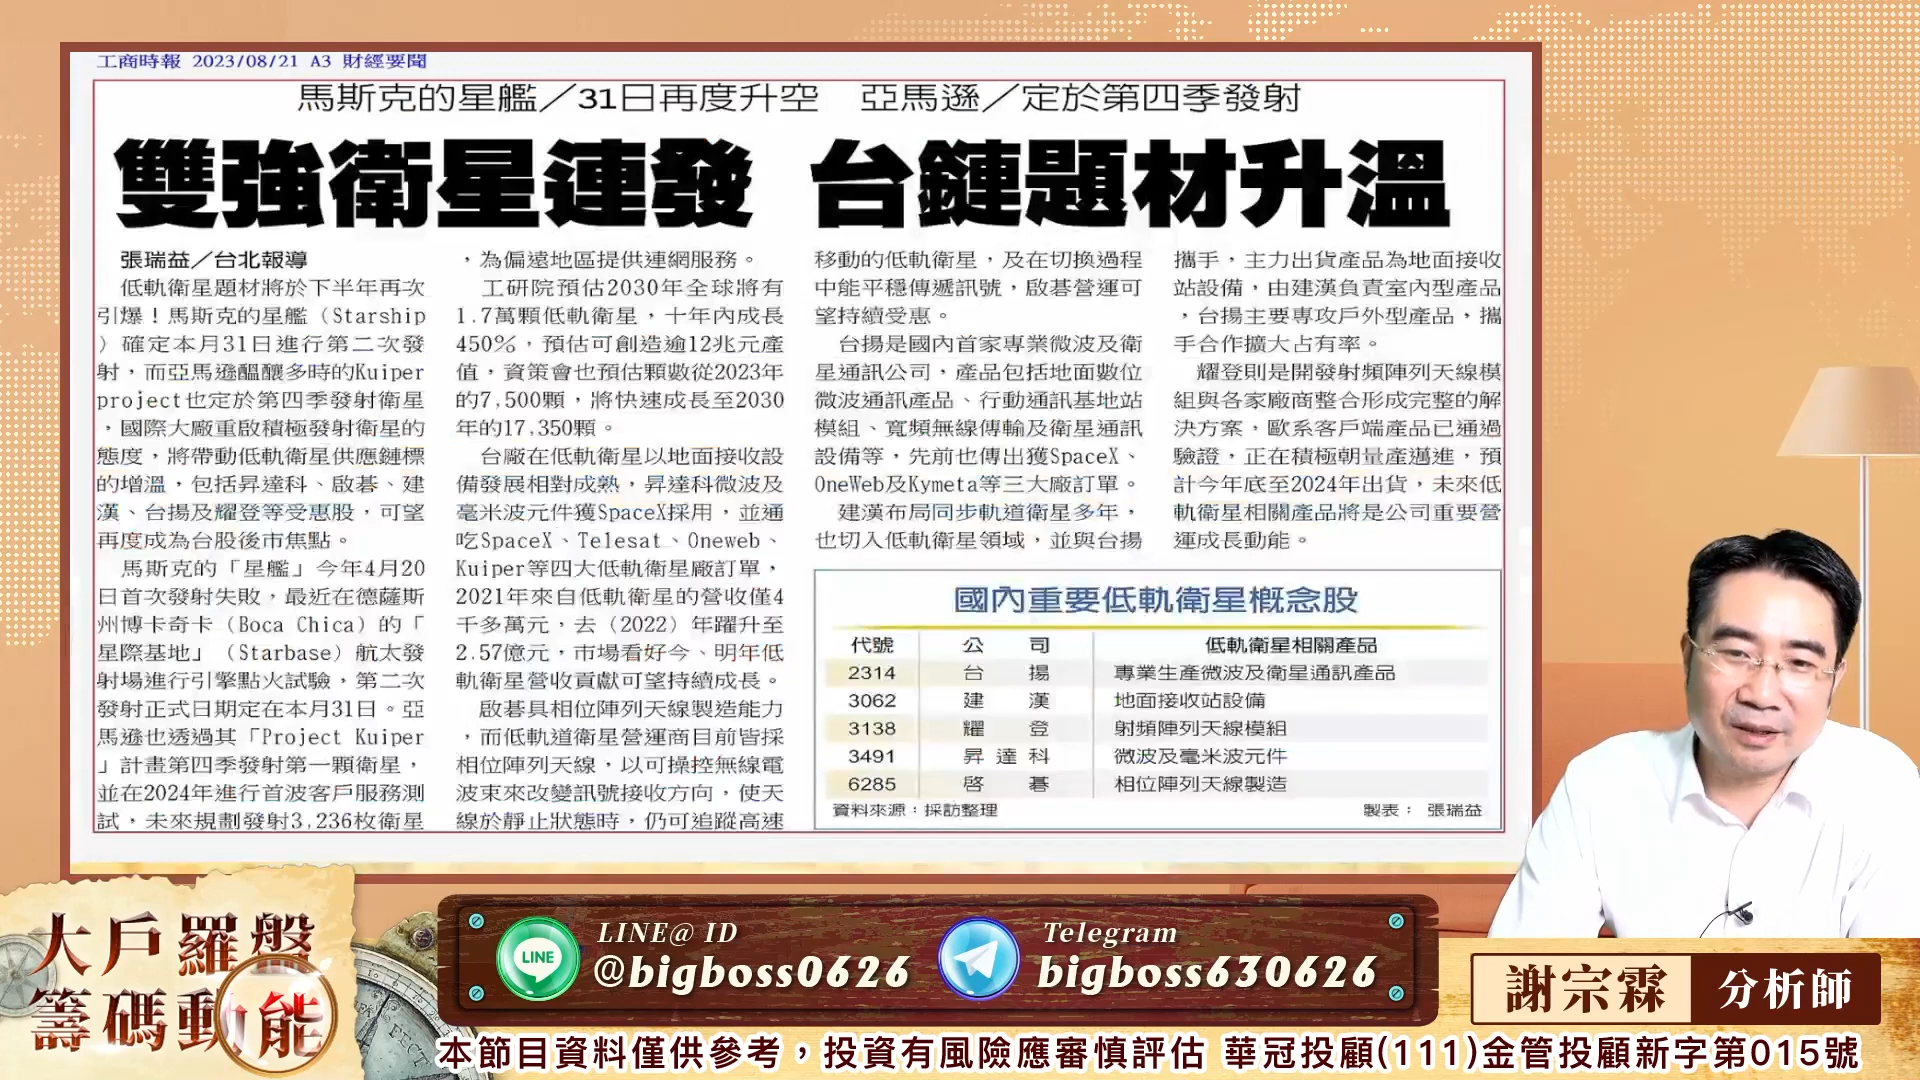 工商時報 2023/08/21 A3 財經要聞
馬斯克的星艦／31日再度升空 亞馬遜／定於第四季發射
雙強衛星連發 台鏈題材升溫
張瑞益／台北報導
低軌衛星題材將於下半年再次
引爆！馬斯克的星艦（Starship
）確定本月31日進行第二次發
射，而亞馬遜醞釀多時的Kuiper
project也定於第四季發射衛星
，國際大廠重啟積極發射衛星的
態度，將帶動低軌衛星供應鏈標
的增溫，包括昇達科、啟碁、建
漢、台揚及耀登等受惠股，可望
再度成為台股後市焦點。
馬斯克的「星艦」今年4月20
日首次發射失敗，最近在德薩斯
州博卡奇卡（Boca Chica）的「
星際基地」（Starbase）航太發
射場進行引擎點火試驗，第二次
發射正式日期定在本月31日。亞
馬遜也透過其「Project Kuiper
」計畫第四季發射第一顆衛星，
並在2024年進行首波客戶服務測
試，未來規劃發射3,236枚衛星
，為偏遠地區提供連網服務。
工研院預估2030年全球將有
1.7萬顆低軌衛星，十年內成長
450%，預估可創造逾12兆元產
值，資策會也預估顆數從2023年
的7,500顆，將快速成長至2030
年的17,350顆。
台廠在低軌衛星以地面接收設
備發展相對成熟，昇達科微波及
毫米波元件獲SpaceX採用，並通
吃SpaceX、Telesat、Oneweb、
Kuiper等四大低軌衛星廠訂單，
2021年來自低軌衛星的營收僅4
千多萬元，去（2022）年躍升至
2.57億元，市場看好今、明年低
軌衛星營收貢獻可望持續成長。
啟碁具相位陣列天線製造能力
，而低軌道衛星營運商目前皆採
相位陣列天線，以可操控無線電
波束來改變訊號接收方向，使天
線於靜止狀態時，仍可追蹤高速
移動的低軌衛星，及在切換過程
中能平穩傳遞訊號，啟碁營運可
望持續受惠。
台揚是國內首家專業微波及衛
星通訊公司，產品包括地面數位
微波通訊產品、行動通訊基地站
模組、寬頻無線傳輸及衛星通訊
設備等，先前也傳出獲SpaceX、
OneWeb及Kymeta等三大廠訂單。
建漢布局同步軌道衛星多年，
也切入低軌衛星領域，並與台揚
攜手，主力出貨產品為地面接收
站設備，由建漢負責室內型產品
，台揚主要專攻戶外型產品，攜
手合作擴大占有率。
耀登則是開發射頻陣列天線模
組與各家廠商整合形成完整的解
決方案，歐系客戶端產品已通過
驗證，正在積極朝量產邁進，預
計今年底至2024年出貨，未來低
軌衛星相關產品將是公司重要營
運成長動能。
國內重要低軌衛星概念股
代號 公司 低軌衛星相關產品
2314 台揚 專業生產微波及衛星通訊產品
3062 建漢 地面接收站設備
3138 耀登 射頻陣列天線模組
3491 昇達科 微波及毫米波元件
6285 啓碁 相位陣列天線製造
資料來源：採訪整理 製表： 張瑞益
大戶羅盤
籌碼動能
LINE
LINE@ ID
@bigboss0626
Telegram
bigboss630626
謝宗霖 分析師
本節目資料僅供參考，投資有風險應審慎評估 華冠投顧(111)金管投顧新字第015號